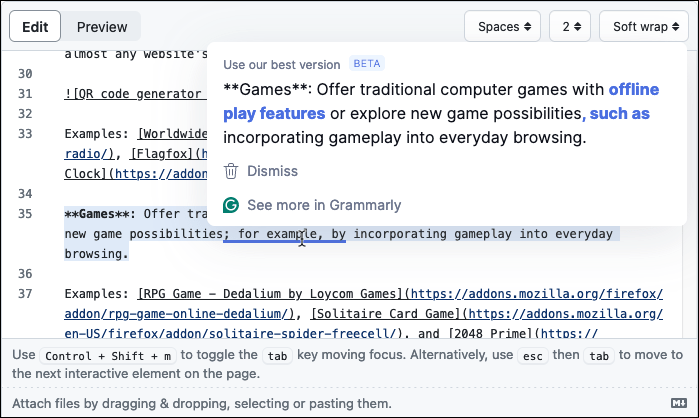 Edit Preview Spaces 2 Soft wrap
almost any website's
30
31 ![QR code generator
32
33 Examples: [Worldwide
radio/), [Flagfox](h
Clock](https://addon
34
35 **Games**: Offer tra
new game possibilities; for example, by incorporating gameplay into everyday
browsing.
36
37 Examples: [RPG Game - Dedalium by Loycom Games](https://addons.mozilla.org/firefox/
addon/rpg-game-online-dedalium/), [Solitaire Card Game](https://addons.mozilla.org/
en-US/firefox/addon/solitaire-spider-freecell/), and [2048 Prime](https://
Use our best version BETA
**Games**: Offer traditional computer games with offline
play features or explore new game possibilities, such as
incorporating gameplay into everyday browsing.
Dismiss
See more in Grammarly
Use Control + Shift + m to toggle the tab key moving focus. Alternatively, use esc then tab to move to
the next interactive element on the page.
Attach files by dragging & dropping, selecting or pasting them.